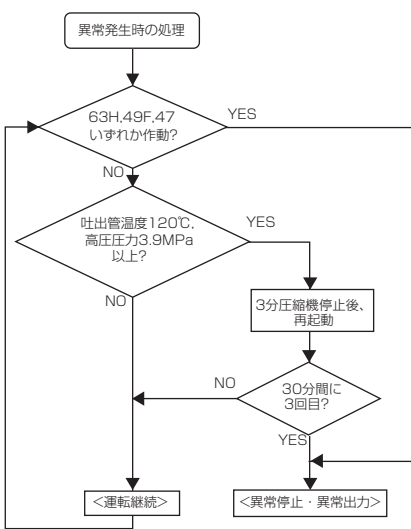 異常発生時の処理
63H,49F,47
いずれか作動?
YES
NO
吐出管温度120℃,
高圧圧力3.9MPa
以上?
YES
NO
3分圧縮機停止後、
再起動
30分間に
3回目?
NO
YES
<運転継続>
<異常停止・異常出力>